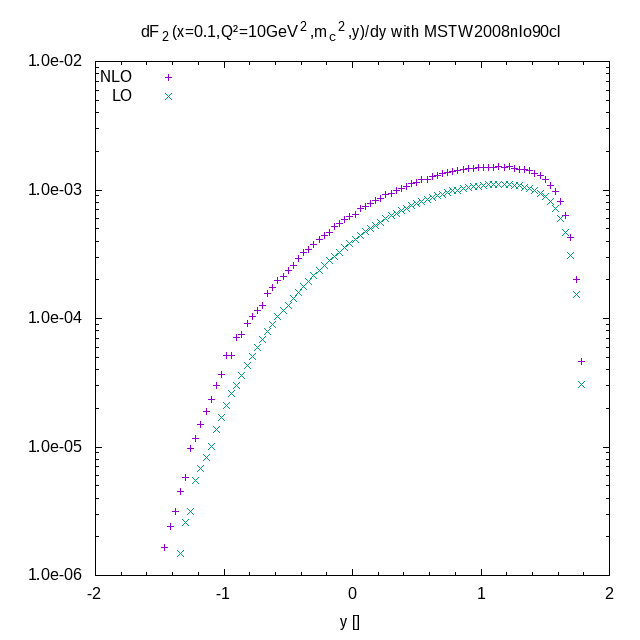 dF2(x=0.1,Q²=10GeV²,mc²,y)/dy with MSTW2008nlo90cl
1.0e-02
NLO
LO
1.0e-03
1.0e-04
1.0e-05
1.0e-06
-2 -1 0 1 2
y []